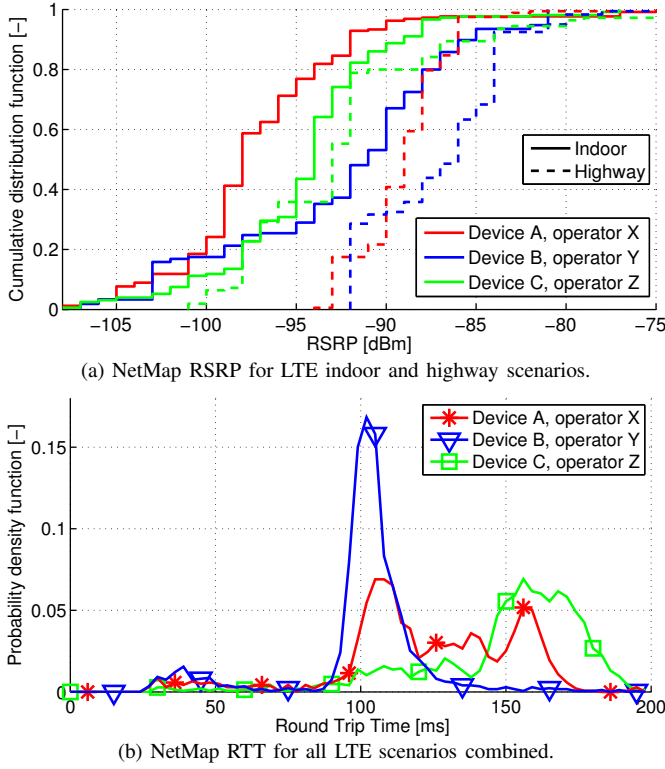 1
0.8
0.6
0.4
0.2
0
Cumulative distribution function [−]
Indoor
Highway
Device A, operator X
Device B, operator Y
Device C, operator Z
−105 −100 −95 −90 −85 −80 −75
RSRP [dBm]
(a) NetMap RSRP for LTE indoor and highway scenarios.
0.15
0.1
0.05
0
Probability density function [−]
Device A, operator X
Device B, operator Y
Device C, operator Z
0 50 100 150 200
Round Trip Time [ms]
(b) NetMap RTT for all LTE scenarios combined.